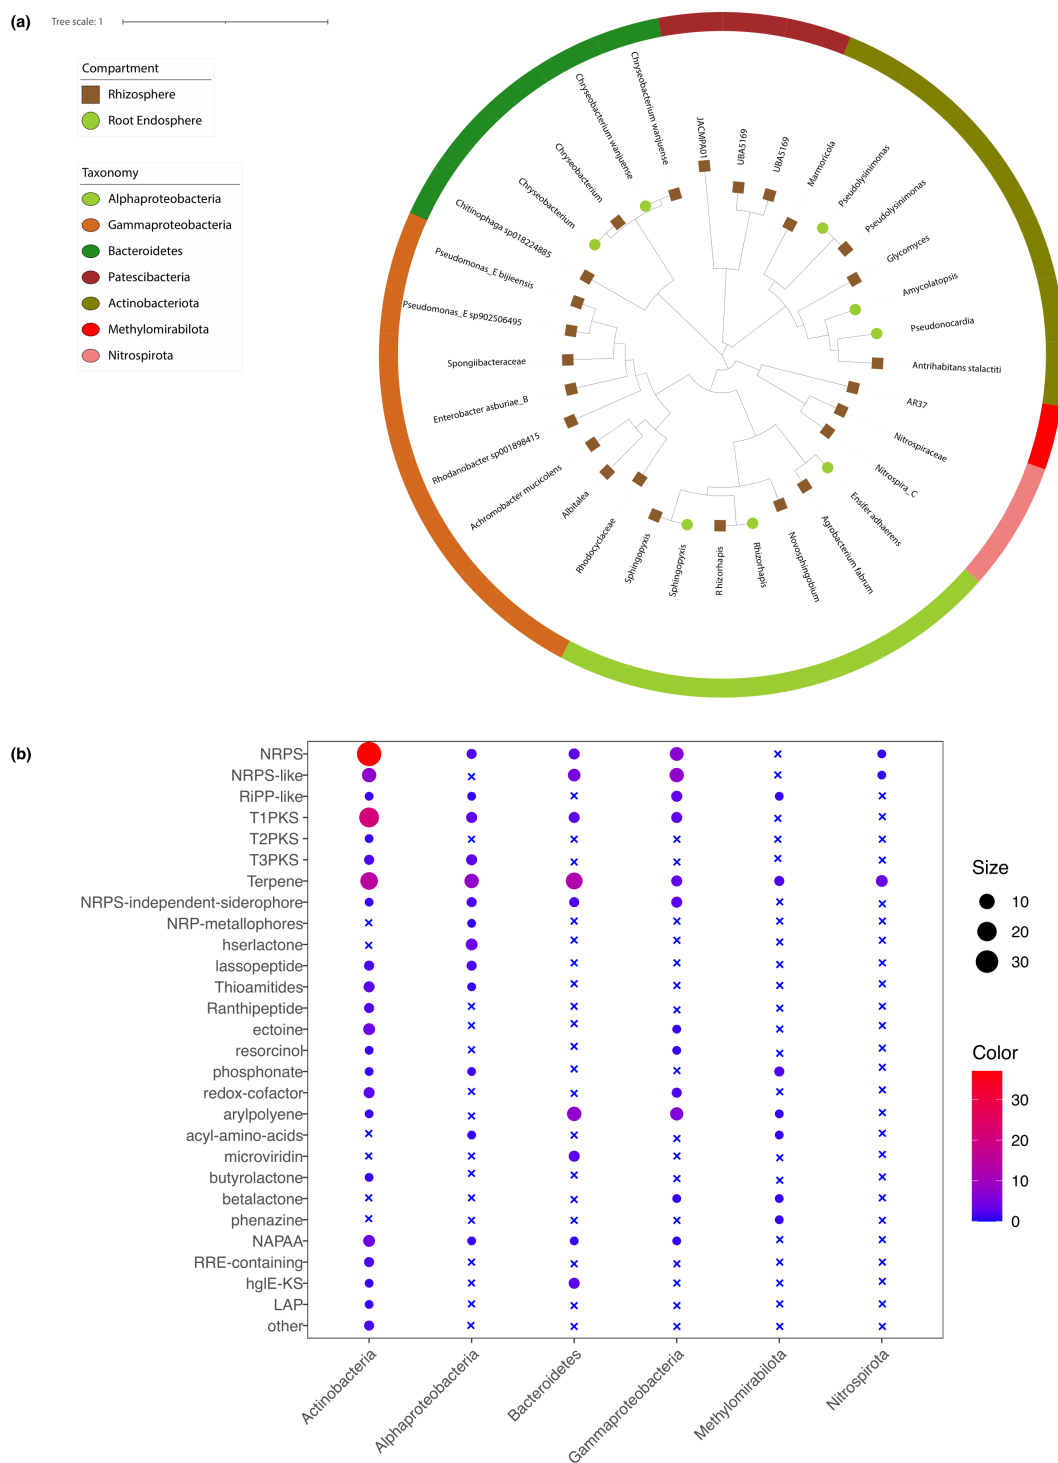 (a)
Tree scale: 1
Compartment
Rhizosphere
Root Endosphere
Taxonomy
Alphaproteobacteria
Gammaproteobacteria
Bacteroidetes
Patescibacteria
Actinobacteriota
Methylomirabilota
Nitrospirota
JACMPA01
UBA5169
UBA5169
Marmoricola
Pseudolysinimonas
Pseudolysinimonas
Glycomyces
Amycolatopsis
Pseudonocardia
Antrihabitans stalactiti
AR37
Nitrospiraceae
Nitrospira_C
Ensifer adhaerens
Agrobacterium fabrum
Novosphingobium
Rhizorhapis
R hizorhapis
Sphingopyxis
Sphingopyxis
Rhodocyclaceae
Albitalea
Achromobacter mucicolens
Rhodanobacter sp001898415
Enterobacter asburiae_B
Spongiibacteraceae
Pseudomonas_E sp902506495
Pseudomonas_E bijieensis
Chitinophaga sp018224885
Chryseobacterium
Chryseobacterium
Chryseobacterium wanjuense
Chryseobacterium wanjuense
(b)
NRPS
NRPS-like
RiPP-like
T1PKS
T2PKS
T3PKS
Terpene
NRPS-independent-siderophore
NRP-metallophores
hserlactone
lassopeptide
Thioamitides
Ranthipeptide
ectoine
resorcinol
phosphonate
redox-cofactor
arylpolyene
acyl-amino-acids
microviridin
butyrolactone
betalactone
phenazine
NAPAA
RRE-containing
hglE-KS
LAP
other
Actinobacteria
Alphaproteobacteria
Bacteroidetes
Gammaproteobacteria
Methylomirabilota
Nitrospirota
Size
10
20
30
Color
30
20
10
0